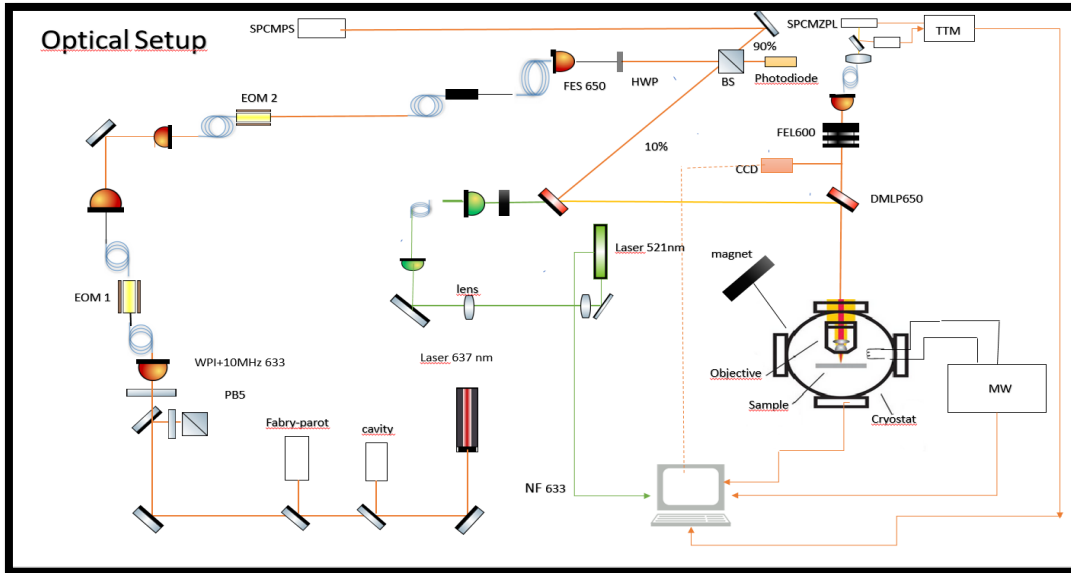 Optical Setup
SPCMPS
SPCMZPL
TTM
90%
FES 650
HWP
BS
Photodiode
EOM 2
FEL600
10%
CCD
DMLP650
Laser 521nm
magnet
EOM 1
lens
WPI+10MHz 633
Laser 637 nm
Objective
PB5
MW
Sample
Cryostat
Fabry-parot
cavity
NF 633